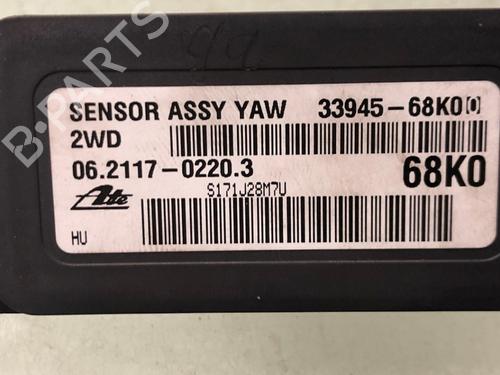 SENSOR ASSY YAW 33945-68K00
2WD
06.2117-0220.3 68K0
S171J28M7U
Ate
HU
B-PARTS